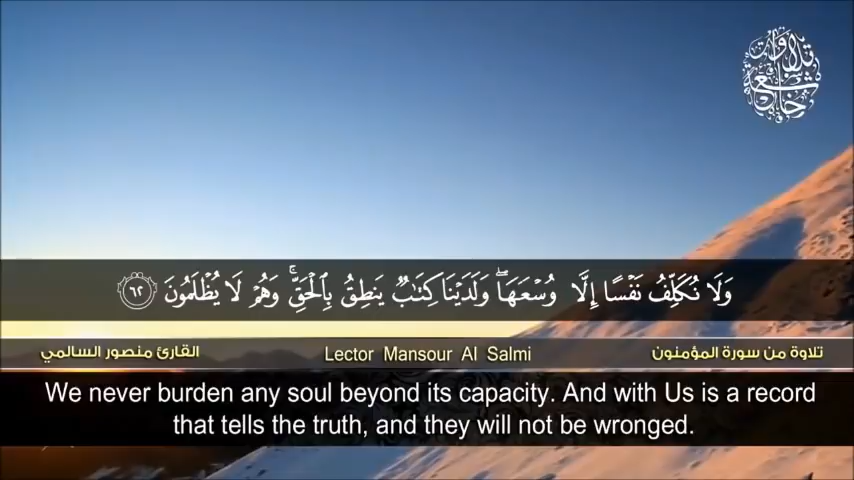 تلاوات خاشعة
وَلَا نُكَلِّفُ نَفْسًا إِلَّا وُسْعَهَا ۖ وَلَدَيْنَا كِتَٰبٌ يَنطِقُ بِٱلْحَقِّ ۚ وَهُمْ لَا يُظْلَمُونَ ٦٢
تلاوة من سورة المؤمنون Lector Mansour Al Salmi القارئ منصور السالمي
We never burden any soul beyond its capacity. And with Us is a record
that tells the truth, and they will not be wronged.